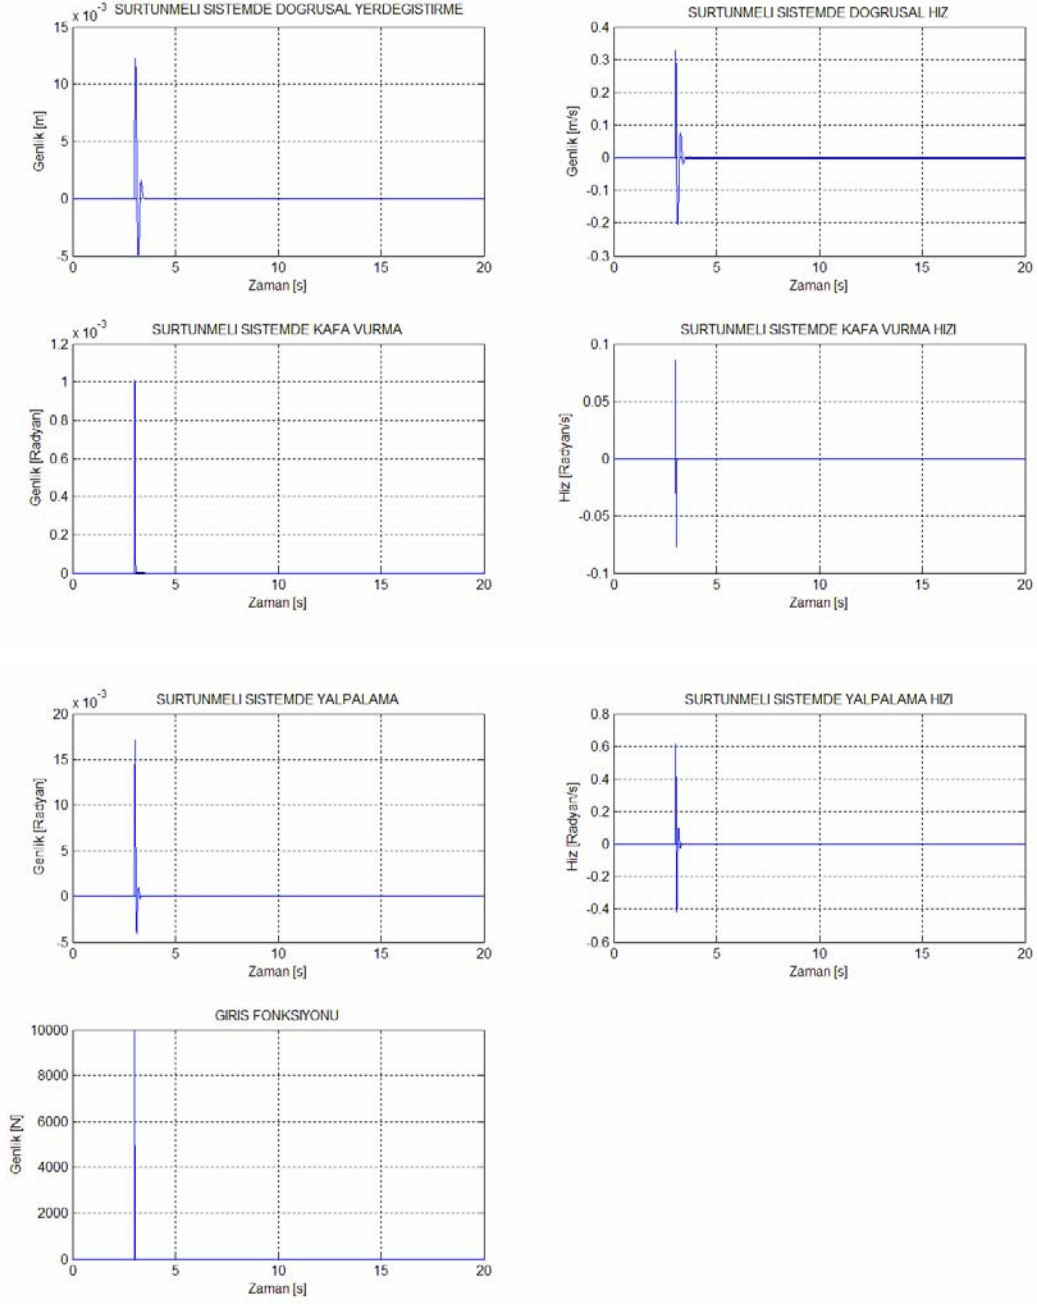 SURTUNMELI SISTEMDE DOGRUSAL YERDEGISTIRME
x 10^-3
15
10
5
0
-5
Genlik [m]
0 5 10 15 20
Zaman [s]
SURTUNMELI SISTEMDE DOGRUSAL HIZ
0.4
0.3
0.2
0.1
0
-0.1
-0.2
-0.3
Genlik [m/s]
0 5 10 15 20
Zaman [s]
SURTUNMELI SISTEMDE KAFA VURMA
x 10^-3
1.2
1
0.8
0.6
0.4
0.2
0
Genlik [Radyan]
0 5 10 15 20
Zaman [s]
SURTUNMELI SISTEMDE KAFA VURMA HIZI
0.1
0.05
0
-0.05
-0.1
Hiz [Radyan/s]
0 5 10 15 20
Zaman [s]
SURTUNMELI SISTEMDE YALPALAMA
x 10^-3
20
15
10
5
0
-5
Genlik [Radyan]
0 5 10 15 20
Zaman [s]
SURTUNMELI SISTEMDE YALPALAMA HIZI
0.8
0.6
0.4
0.2
0
-0.2
-0.4
-0.6
Hiz [Radyan/s]
0 5 10 15 20
Zaman [s]
GIRIS FONKSIYONU
10000
8000
6000
4000
2000
0
Genlik [N]
0 5 10 15 20
Zaman [s]